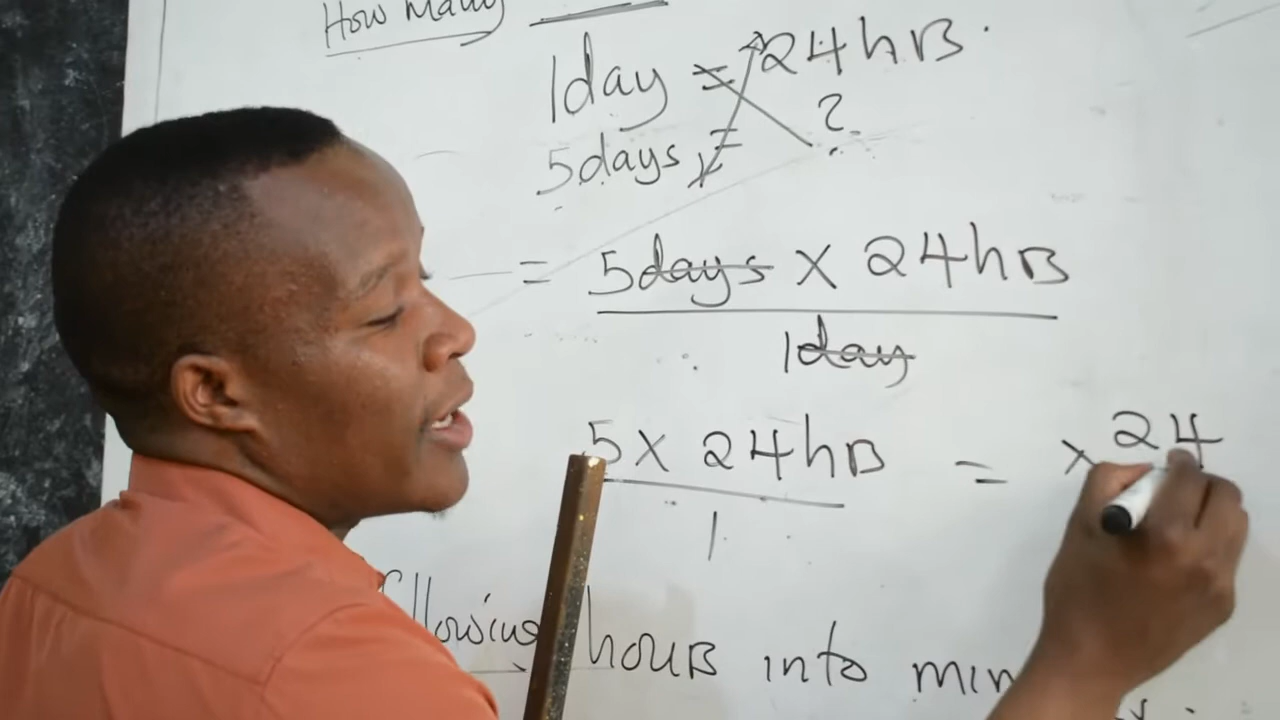 How Many
1day = 24hrs.
5days = ?
= 5days x 24hrs
1day
5 x 24hrs = x 24
1
following hours into min